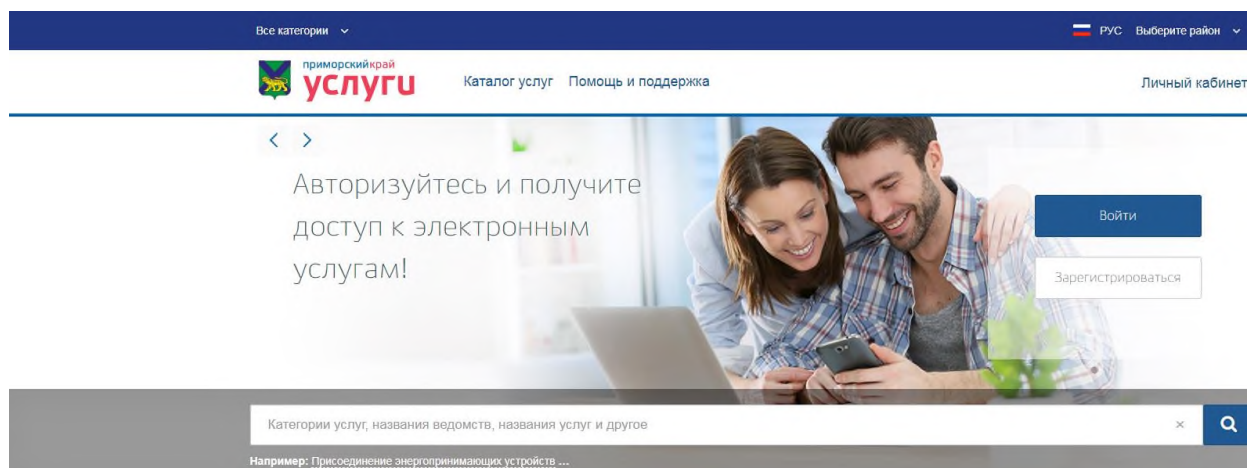 Все категории
РУС Выберите район
приморскийкрай
услуги
Каталог услуг Помощь и поддержка
Личный кабинет
Авторизуйтесь и получите
доступ к электронным
услугам!
Войти
Зарегистрироваться
Категории услуг, названия ведомств, названия услуг и другое
Например: Присоединение энергопринимающих устройств ...